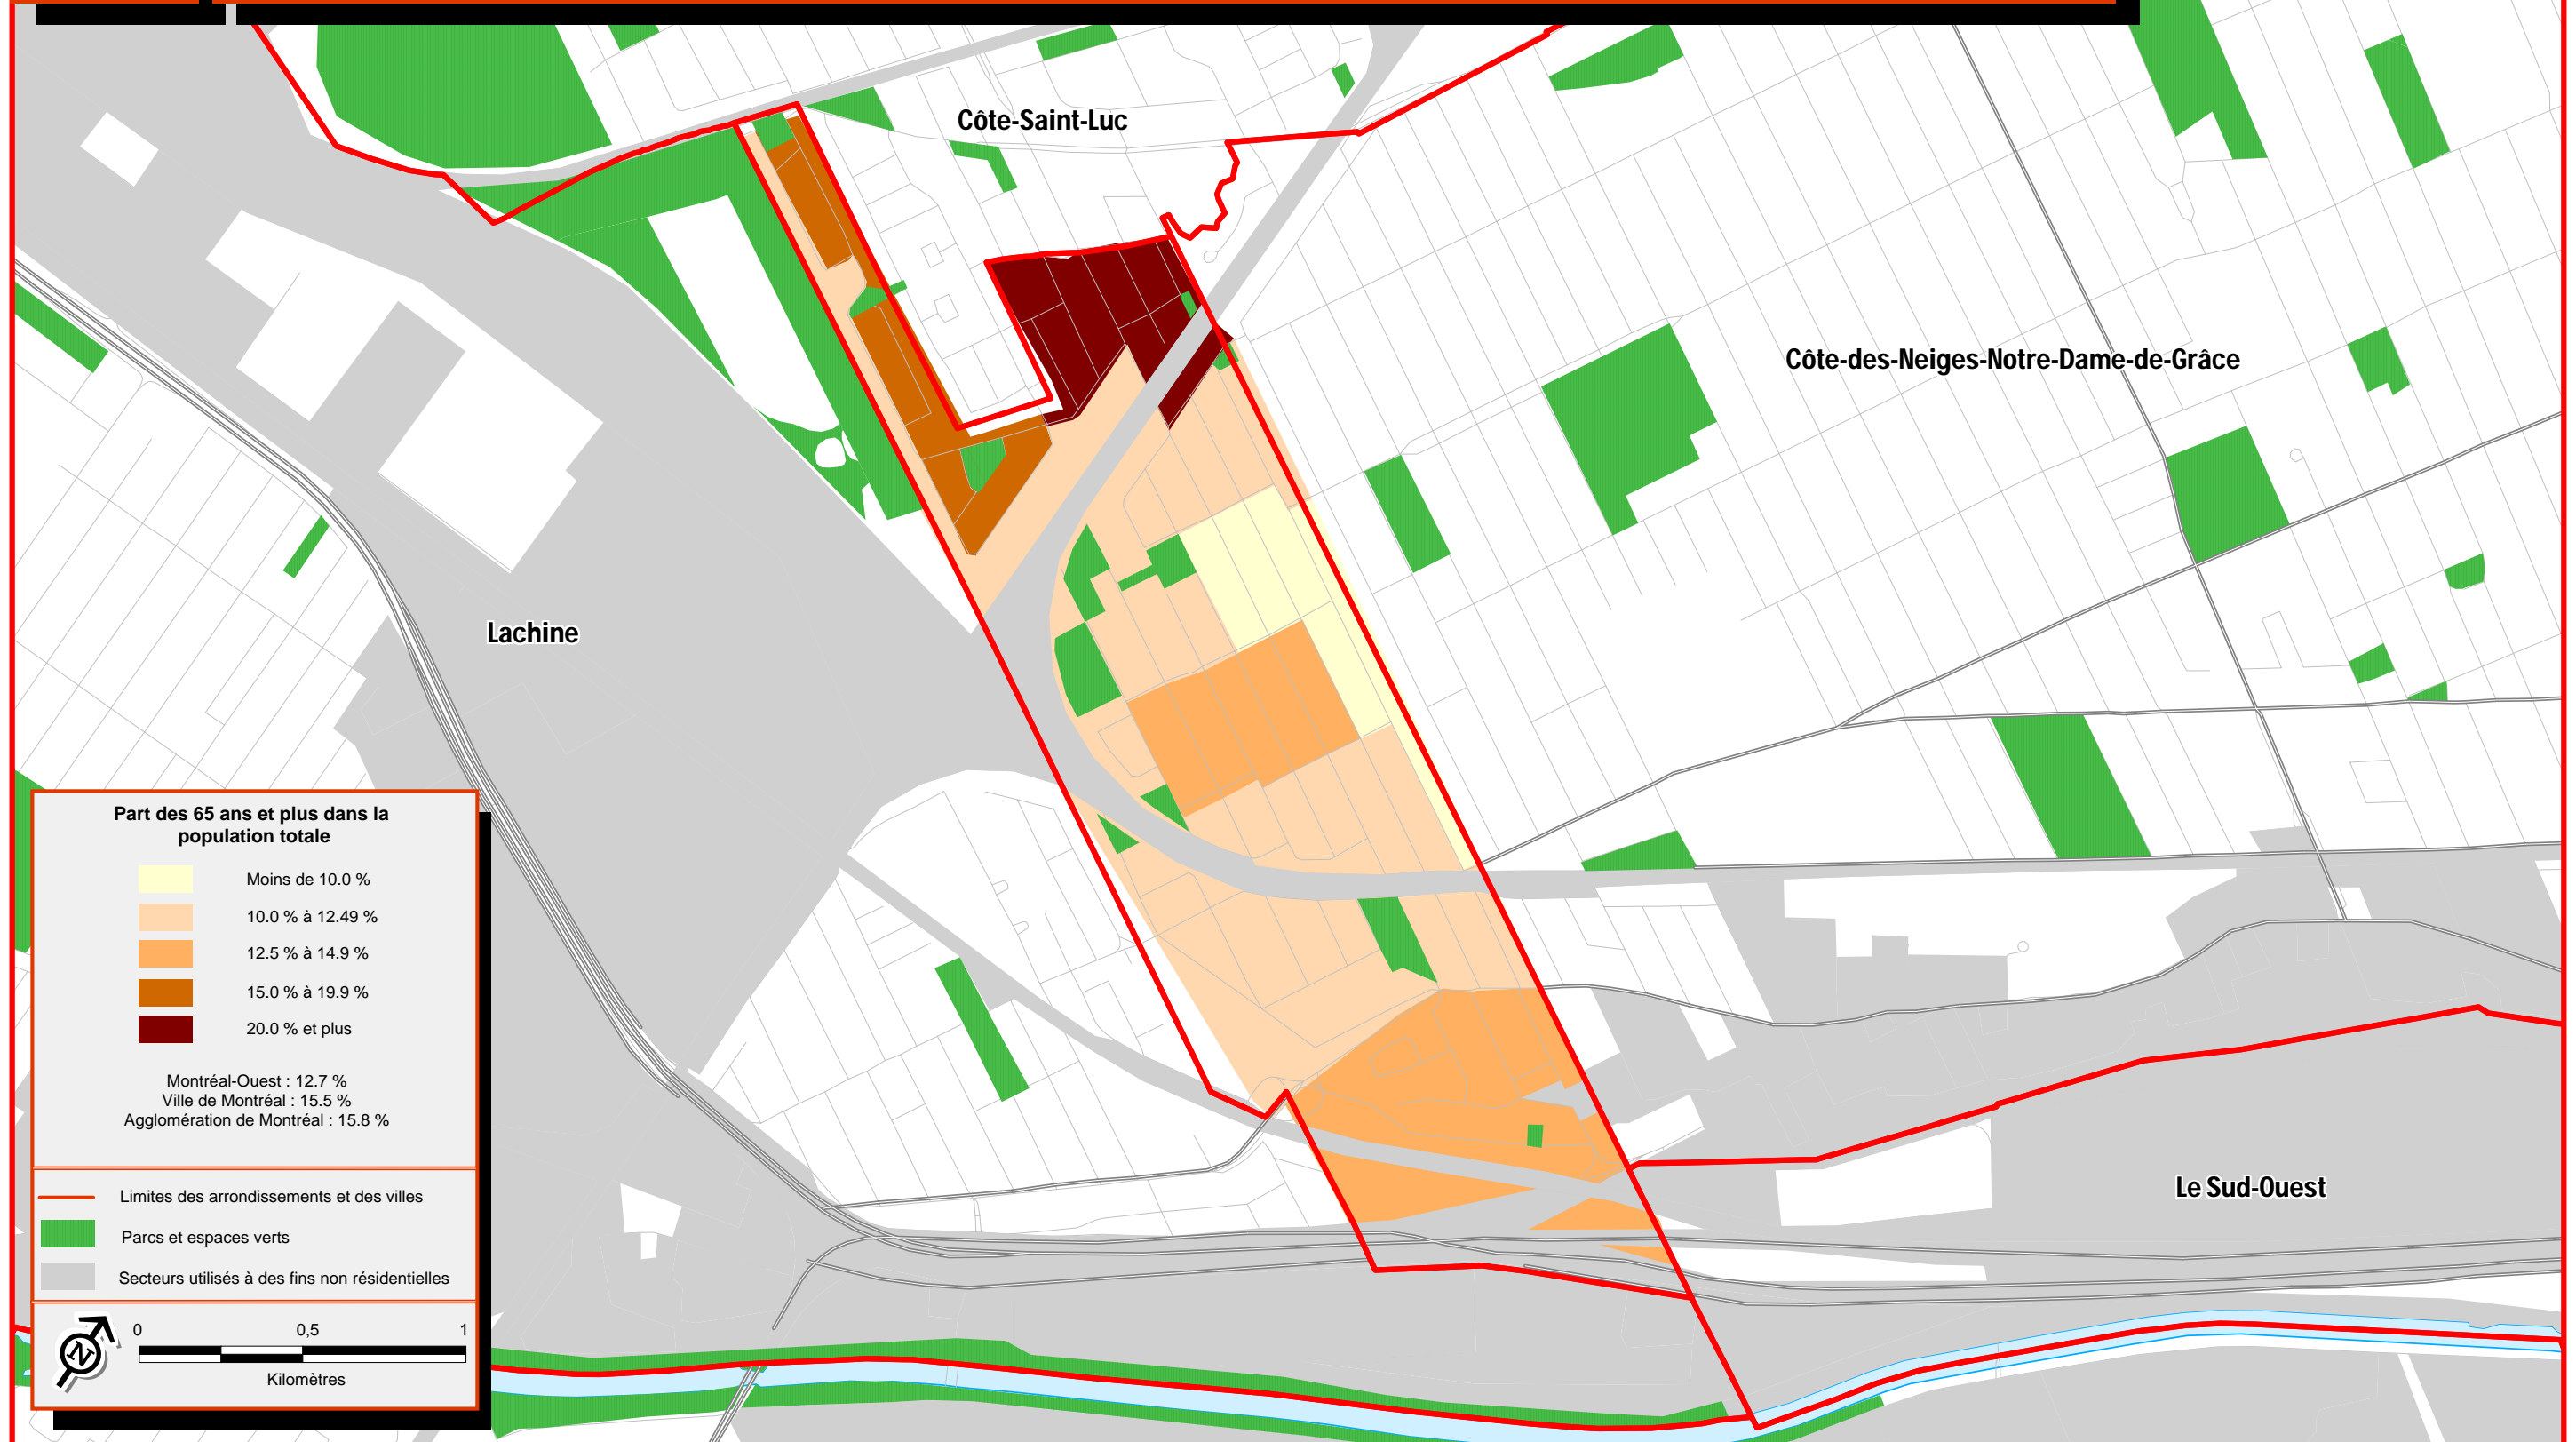 Côte-Saint-Luc
Côte-des-Neiges-Notre-Dame-de-Grâce
Lachine
Le Sud-Ouest
Part des 65 ans et plus dans la
population totale
Moins de 10.0 %
10.0 % à 12.49 %
12.5 % à 14.9 %
15.0 % à 19.9 %
20.0 % et plus
Montréal-Ouest : 12.7 %
Ville de Montréal : 15.5 %
Agglomération de Montréal : 15.8 %
Limites des arrondissements et des villes
Parcs et espaces verts
Secteurs utilisés à des fins non résidentielles
N
0 0,5 1
Kilomètres